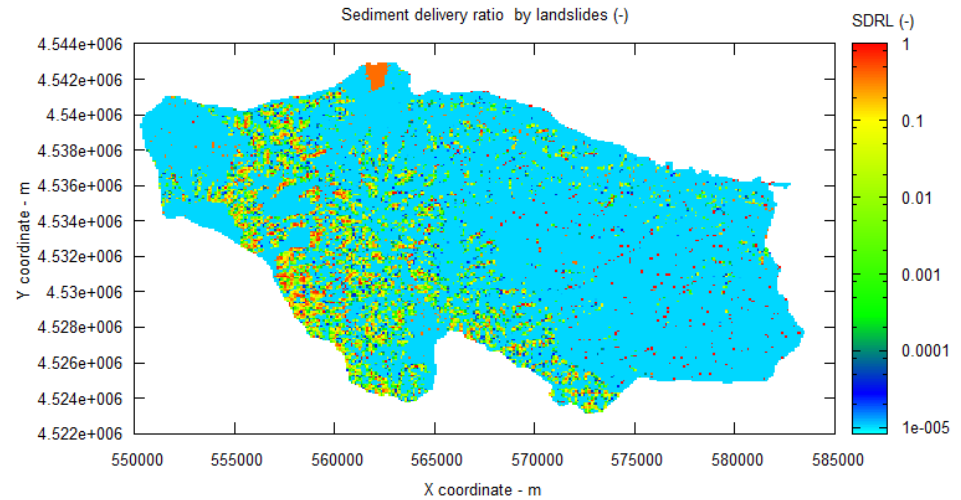 Sediment delivery ratio  by landslides (-)
SDRL (-)
4.544e+006
4.542e+006
4.54e+006
4.538e+006
4.536e+006
4.534e+006
4.532e+006
4.53e+006
4.528e+006
4.526e+006
4.524e+006
4.522e+006
Y coordinate - m
1
0.1
0.01
0.001
0.0001
1e-005
550000 555000 560000 565000 570000 575000 580000 585000
X coordinate - m